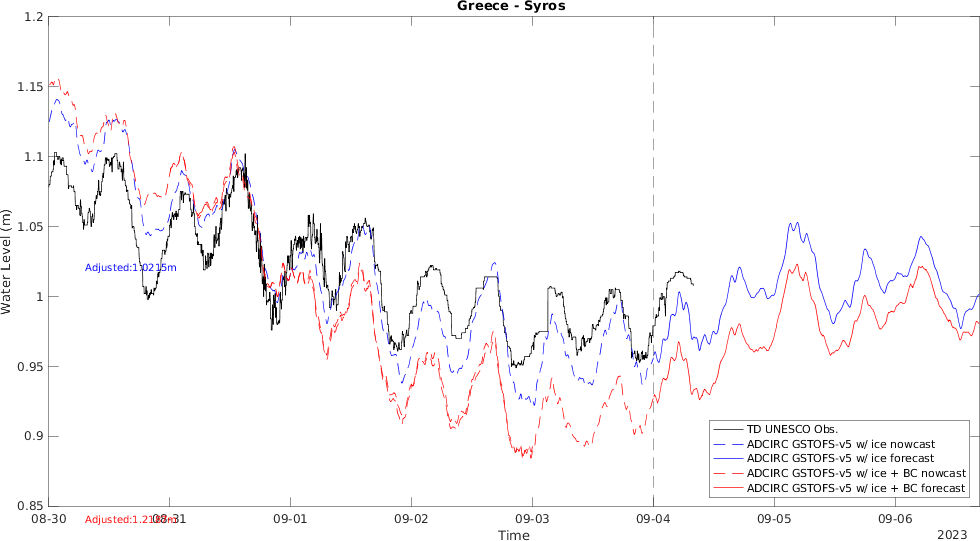 Greece - Syros
1.2
1.15
1.1
1.05
1
0.95
0.9
0.85
Water Level (m)
Adjusted:1.0215m
TD UNESCO Obs.
ADCIRC GSTOFS-v5 w/ ice nowcast
ADCIRC GSTOFS-v5 w/ ice forecast
ADCIRC GSTOFS-v5 w/ ice + BC nowcast
ADCIRC GSTOFS-v5 w/ ice + BC forecast
08-30 08-31 09-01 09-02 09-03 09-04 09-05 09-06
Time
2023